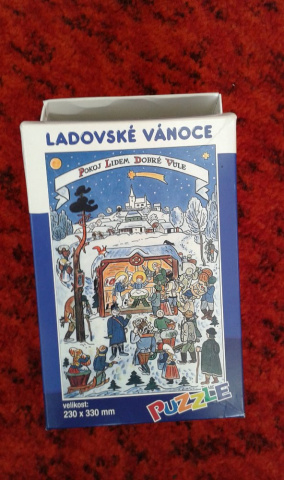 LADOVSKÉ VÁNOCE
POKOJ LIDEM DOBRÉ VŮLE
velikost:
230 x 330 mm
PUZZLE